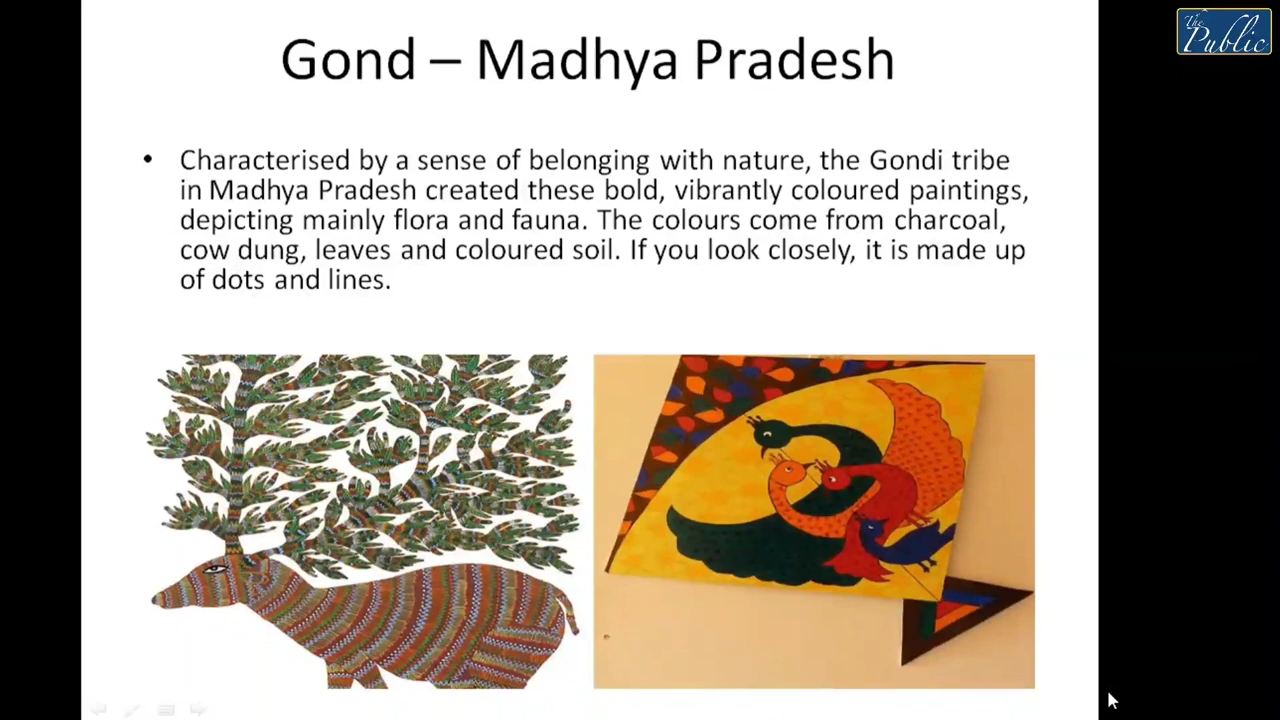 The
Public
Gond – Madhya Pradesh
• Characterised by a sense of belonging with nature, the Gondi tribe
in Madhya Pradesh created these bold, vibrantly coloured paintings,
depicting mainly flora and fauna. The colours come from charcoal,
cow dung, leaves and coloured soil. If you look closely, it is made up
of dots and lines.